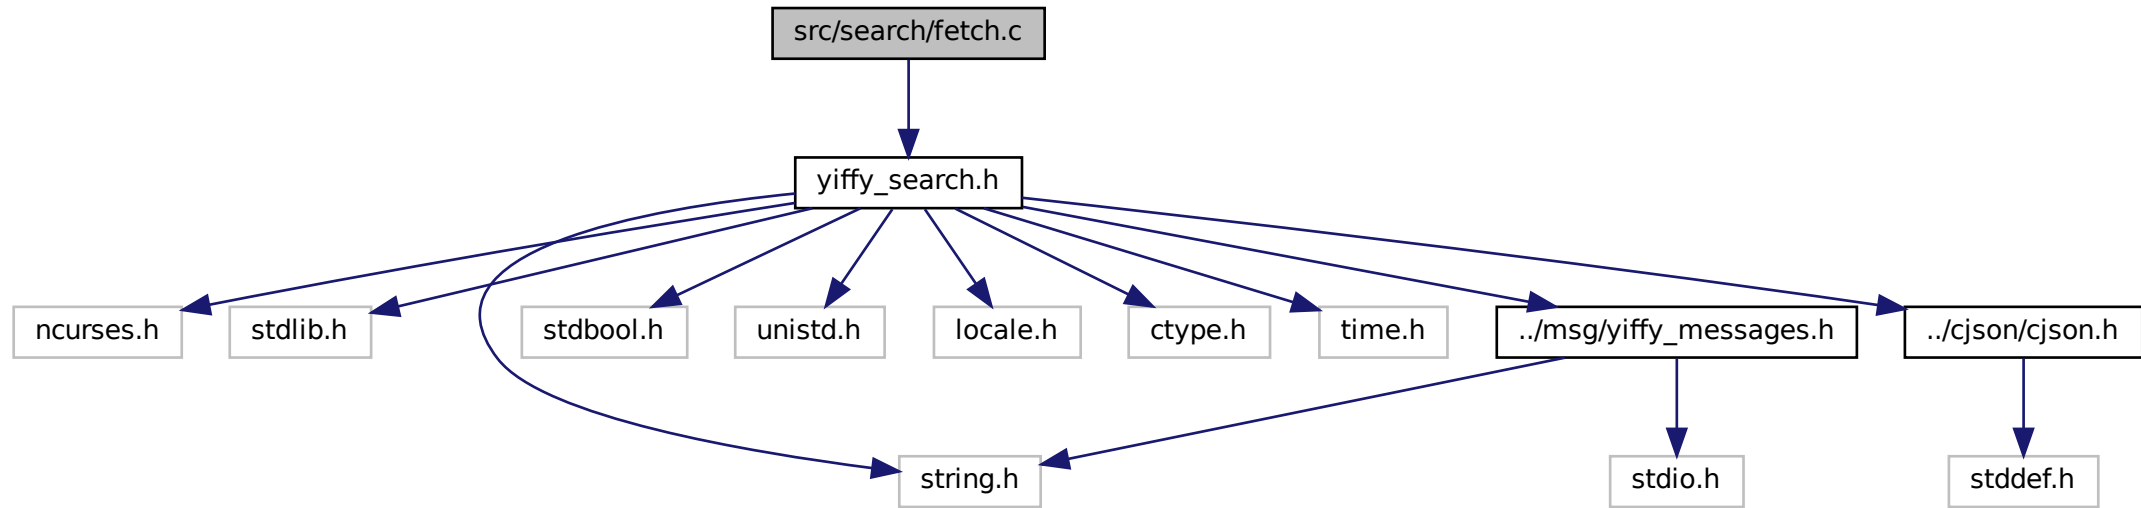 src/search/fetch.c
yiffy_search.h
ncurses.h
stdlib.h
stdbool.h
unistd.h
locale.h
ctype.h
time.h
../msg/yiffy_messages.h
../cjson/cjson.h
string.h
stdio.h
stddef.h